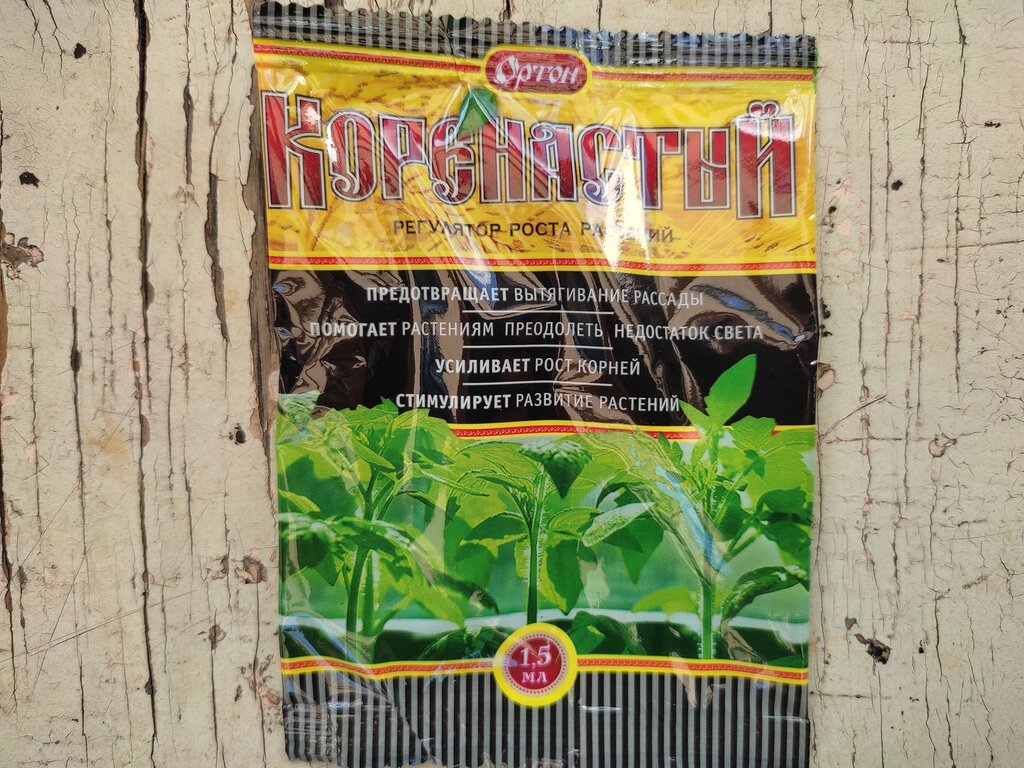 Ортон
КОРЕНАСТЫЙ
РЕГУЛЯТОР РОСТА
ПРЕДОТВРАЩАЕТ ВЫТЯГИВАНИЕ РАССАДЫ
ПОМОГАЕТ РАСТЕНИЯМ ПРЕОДОЛЕТЬ НЕДОСТАТОК СВЕТА
УСИЛИВАЕТ РОСТ КОРНЕЙ
СТИМУЛИРУЕТ РАЗВИТИЕ РАСТЕНИЙ
1,5
МЛ